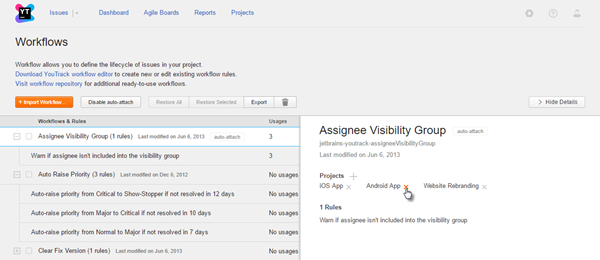 YT
Issues
Dashboard
Agile Boards
Reports
Projects
Workflows
Workflow allows you to define the lifecycle of issues in your project.
Download YouTrack workflow editor to create new or edit existing workflow rules.
Visit workflow repository for additional ready-to-use workflows.
+ Import Workflow...
Disable auto-attach
Restore All
Restore Selected
Export
> Hide Details
Workflows & Rules
Usages
Assignee Visibility Group (1 rules) Last modified on Jun 6, 2013 auto-attach 3
Warn if assignee isn't included into the visibility group 3
Auto Raise Priority (3 rules) Last modified on Dec 6, 2012 No usages
Auto-raise priority from Critical to Show-Stopper if not resolved in 12 days No usages
Auto-raise priority from Major to Critical if not resolved in 10 days No usages
Auto-raise priority from Normal to Major if not resolved in 7 days No usages
Clear Fix Version (1 rules) Last modified on Jun 6, 2013 No usages
Assignee Visibility Group auto-attach
jetbrains-youtrack-assigneeVisibilityGroup
Last modified on Jun 6, 2013
Projects
iOS App
Android App
Website Rebranding
1 Rules
Warn if assignee isn't included into the visibility group